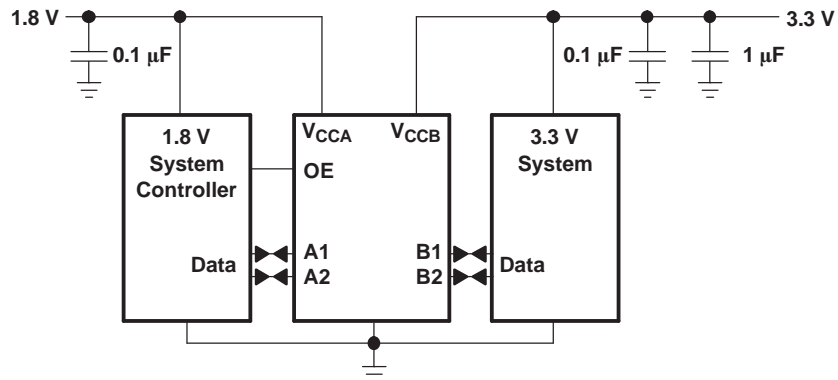 1.8 V
3.3 V
0.1 μF
0.1 μF
1 μF
1.8 V
System
Controller
Data
VCCA
VCCB
OE
A1
A2
B1
B2
3.3 V
System
Data